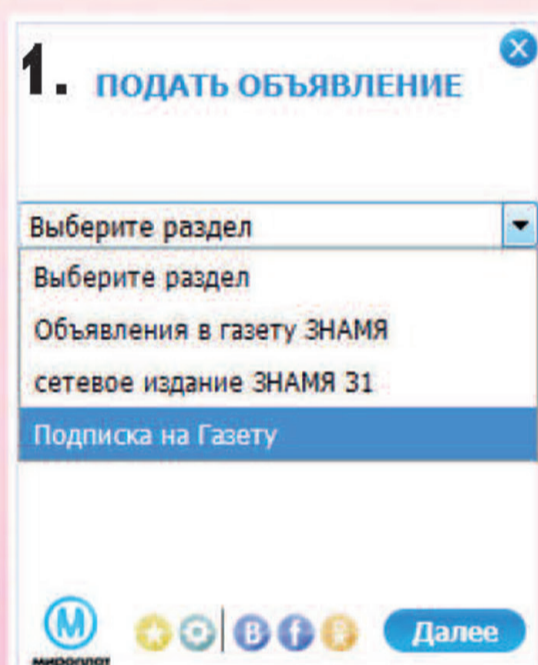 1. ПОДАТЬ ОБЪЯВЛЕНИЕ
Выберите раздел
Выберите раздел
Объявления в газету ЗНАМЯ
сетевое издание ЗНАМЯ 31
Подписка на Газету
Далее